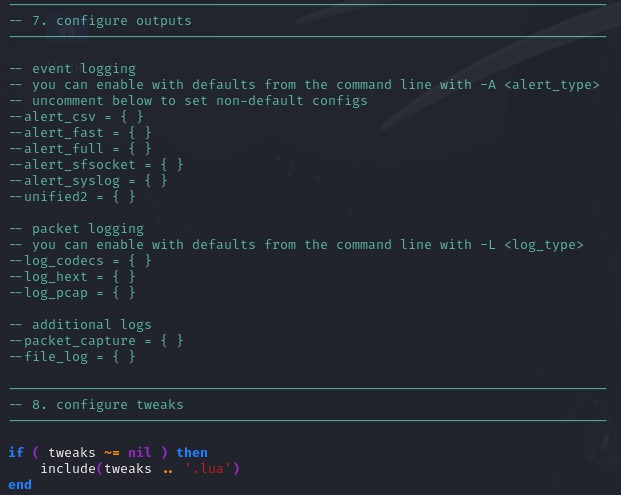 -- 7. configure outputs
-- event logging
-- you can enable with defaults from the command line with -A <alert_type>
-- uncomment below to set non-default configs
--alert_csv = { }
--alert_fast = { }
--alert_full = { }
--alert_sfsocket = { }
--alert_syslog = { }
--unified2 = { }
-- packet logging
-- you can enable with defaults from the command line with -L <log_type>
--log_codecs = { }
--log_hext = { }
--log_pcap = { }
-- additional logs
--packet_capture = { }
--file_log = { }
-- 8. configure tweaks
if ( tweaks ~= nil ) then
    include(tweaks .. '.lua')
end